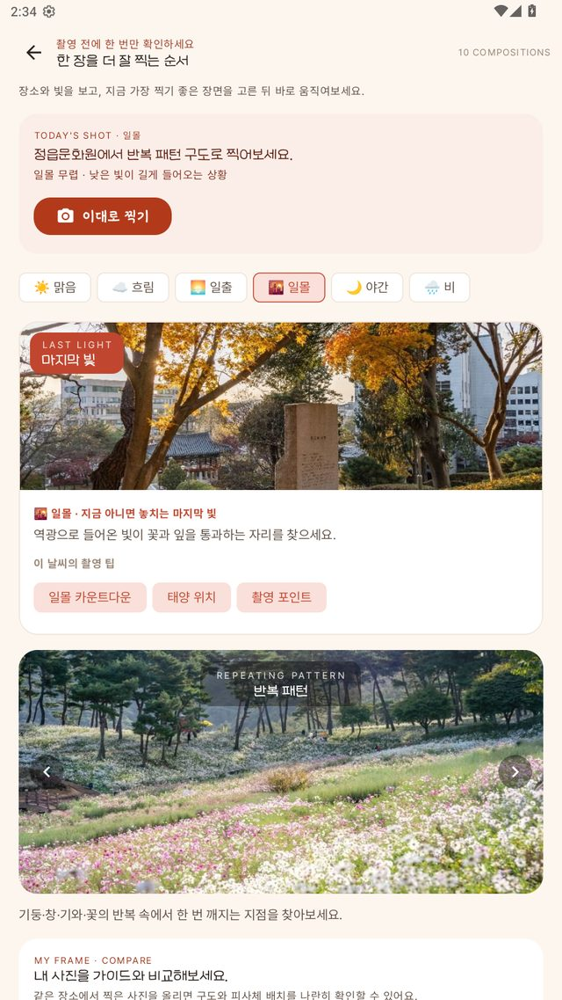 2:34
촬영 전에 한 번만 확인하세요
한 장을 더 잘 찍는 순서
10 COMPOSITIONS
장소와 빛을 보고, 지금 가장 찍기 좋은 장면을 고른 뒤 바로 움직여보세요.
TODAY'S SHOT · 일몰
정읍문화원에서 반복 패턴 구도로 찍어보세요.
일몰 무렵 · 낮은 빛이 길게 들어오는 상황
이대로 찍기
맑음
흐림
일출
일몰
야간
비
LAST LIGHT
마지막 빛
일몰 · 지금 아니면 놓치는 마지막 빛
역광으로 들어온 빛이 꽃과 잎을 통과하는 자리를 찾으세요.
이 날씨의 촬영 팁
일몰 카운트다운
태양 위치
촬영 포인트
REPEATING PATTERN
반복 패턴
기둥·창·기와·꽃의 반복 속에서 한 번 깨지는 지점을 찾아보세요.
MY FRAME · COMPARE
내 사진을 가이드와 비교해보세요.
같은 장소에서 찍은 사진을 올리면 구도와 피사체 배치를 나란히 확인할 수 있어요.